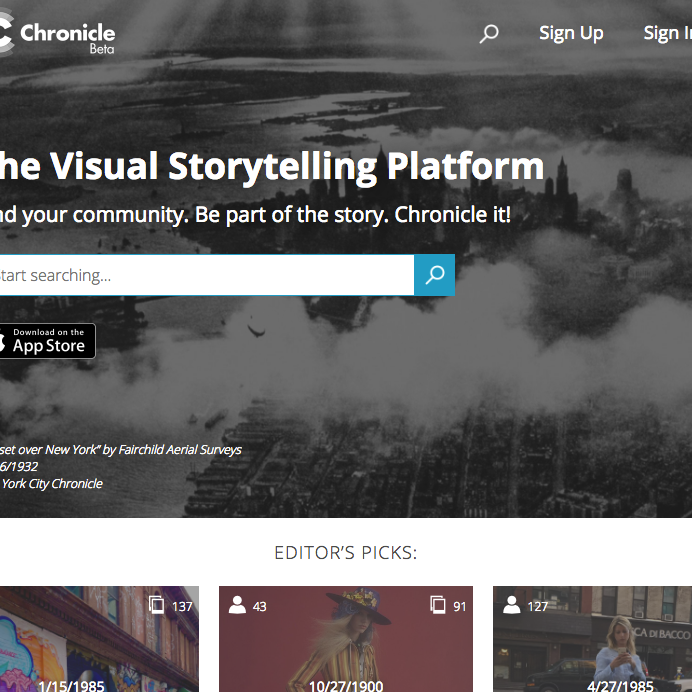 Chronicle
Beta
Sign Up
Sign I
he Visual Storytelling Platform
nd your community. Be part of the story. Chronicle it!
tart searching...
Download on the
App Store
set over New York" by Fairchild Aerial Surveys
6/1932
York City Chronicle
EDITOR'S PICKS:
137
43
91
127
CA DI BACCO
1/15/1985
10/27/1900
4/27/1985